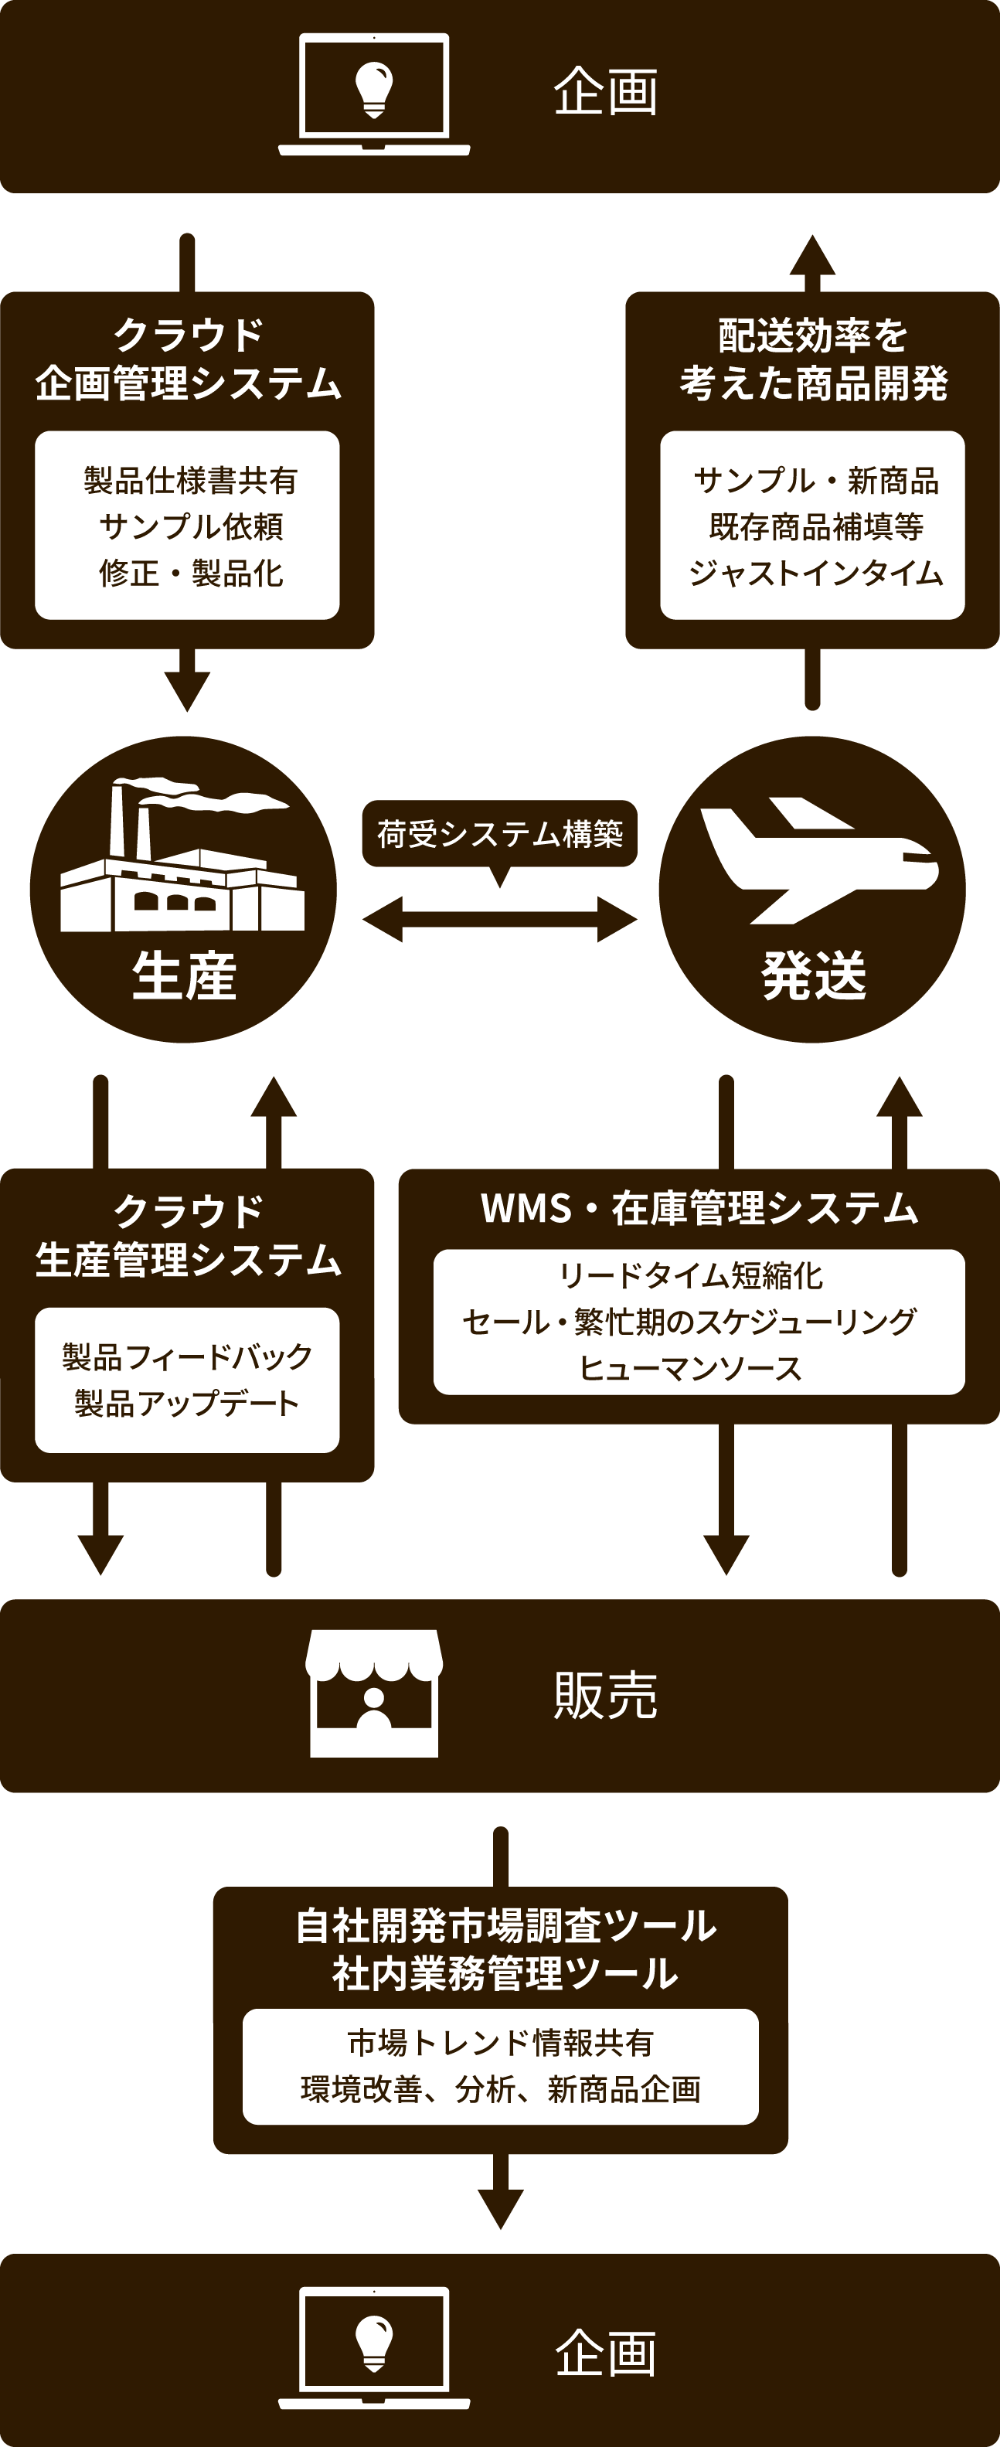 企画
クラウド
企画管理システム
製品仕様書共有
サンプル依頼
修正・製品化
配送効率を
考えた商品開発
サンプル・新商品
既存商品補填等
ジャストインタイム
荷受システム構築
生産
発送
クラウド
生産管理システム
製品フィードバック
製品アップデート
WMS・在庫管理システム
リードタイム短縮化
セール・繁忙期のスケジューリング
ヒューマンソース
販売
自社開発市場調査ツール
社内業務管理ツール
市場トレンド情報共有
環境改善、分析、新商品企画
企画